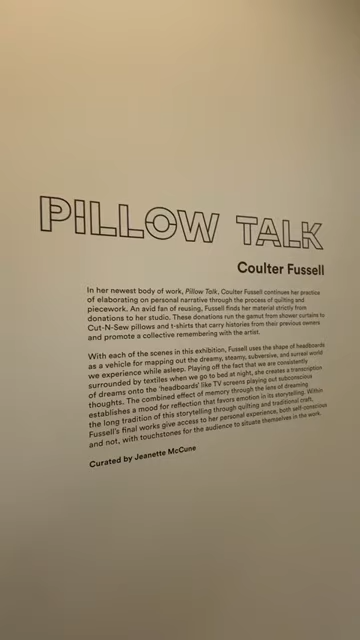 PILLOW TALK
Coulter Fussell
In her newest body of work, Pillow Talk, Coulter Fussell continues her practice
of elaborating on personal narrative through the process of quilting and
piecework. An avid fan of reusing, Fussell finds her material strictly from
donations to her studio. These donations run the gamut from shower curtains to
Cut-N-Sew pillows and t-shirts that carry histories from their previous owners
and promote a collective remembering with the artist.
With each of the scenes in this exhibition, Fussell uses the shape of headboards
as a vehicle for mapping out the dreamy, steamy, subversive, and surreal world
we experience while asleep. Playing off the fact that we are consistently
surrounded by textiles when we go to bed at night, she creates a transcription
of dreams onto the 'headboards' like TV screens playing out subconscious
thoughts. The combined effect of memory through the lens of dreaming
establishes a mood for reflection that favors emotion in its storytelling. Within
the long tradition of this storytelling through quilting and traditional craft,
Fussell's final works give access to her personal experience, both self-conscious
and not, with touchstones for the audience to situate themselves in the work.
Curated by Jeanette McCune